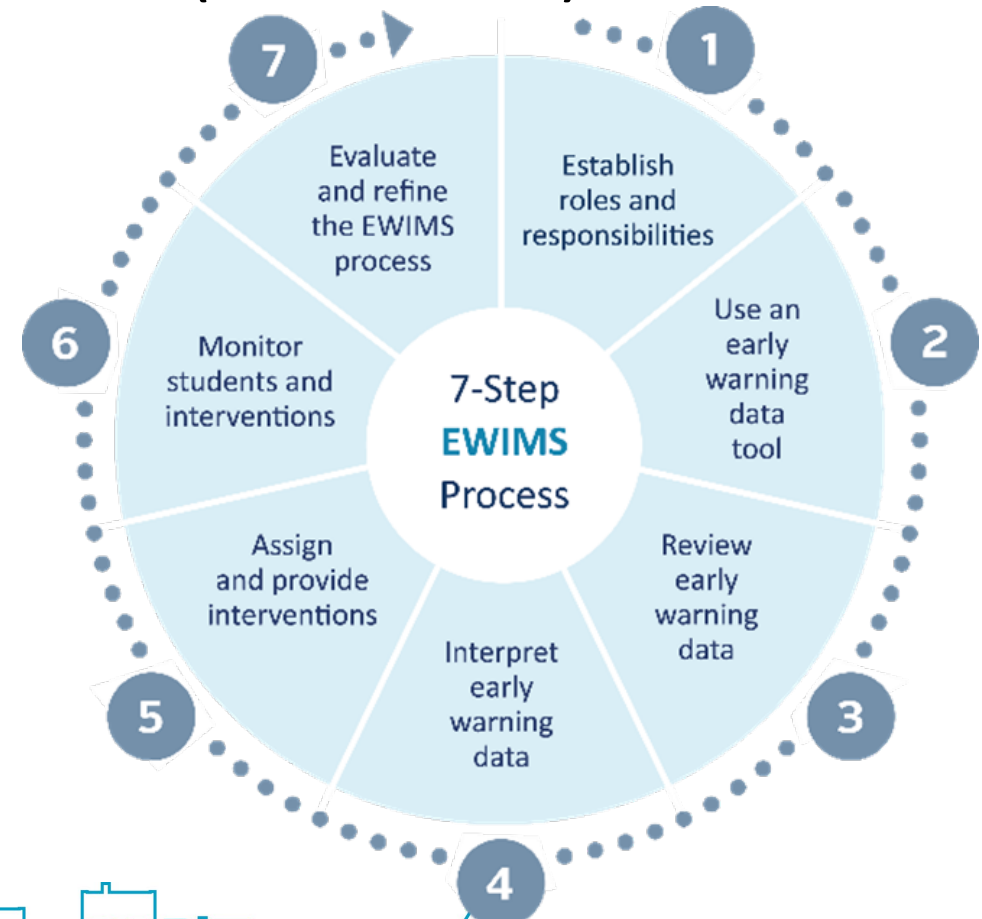 7-Step
EWIMS
Process
1
Establish
roles and
responsibilities
2
Use an
early
warning
data
tool
3
Review
early
warning
data
4
Interpret
early
warning
data
5
Assign
and provide
interventions
6
Monitor
students and
interventions
7
Evaluate
and refine
the EWIMS
process